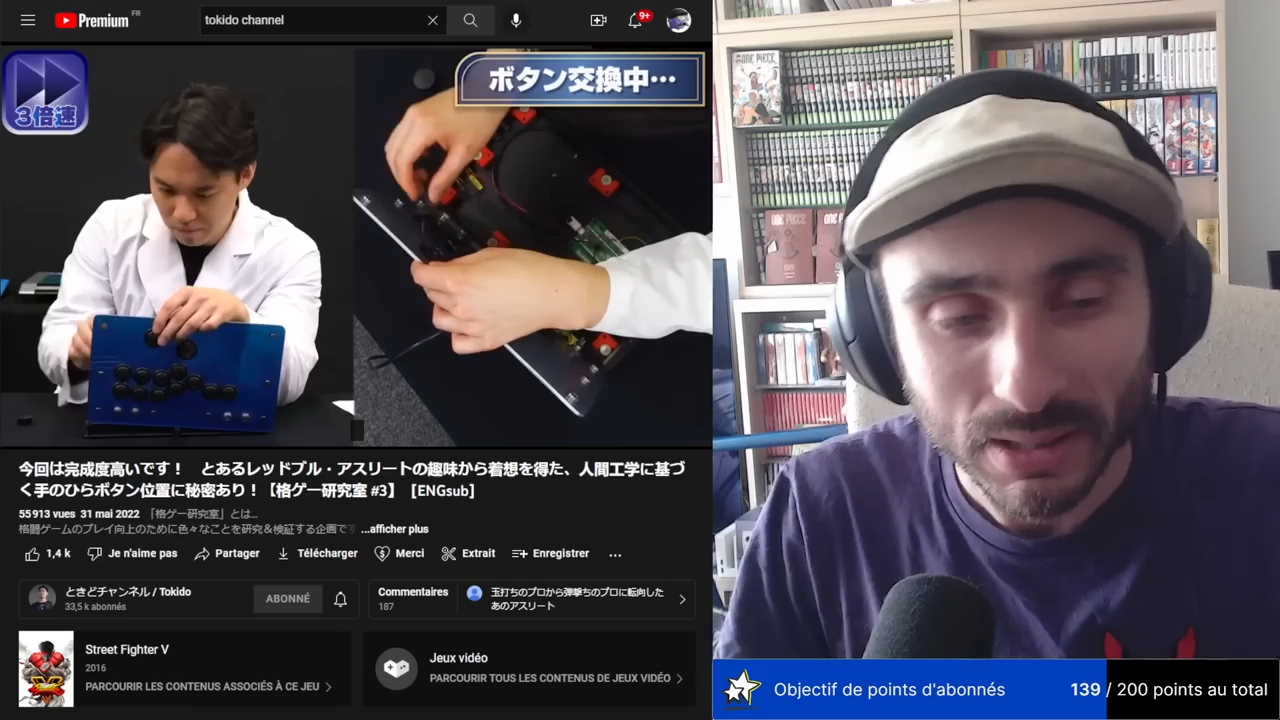 Premium FR
tokido channel
9+
3倍速
ボタン交換中…
今回は完成度高いです！　とあるレッドブル・アスリートの趣味から着想を得た、人間工学に基づ
く手のひらボタン位置に秘密あり！【格ゲー研究室 #3】 [ENGsub]
55 913 vues 31 mai 2022 「格ゲー研究室」とは...
格闘ゲームのプレイ向上のために色々なことを研究＆検証する企画です ...afficher plus
1,4 k Je n'aime pas Partager Télécharger Merci Extrait Enregistrer ...
ときどチャンネル / Tokido
33,5 k abonnés
ABONNÉ
Commentaires
187
玉打ちのプロから弾撃ちのプロに転向した
あのアスリート
Street Fighter V
2016
PARCOURIR LES CONTENUS ASSOCIÉS À CE JEU
Jeux vidéo
PARCOURIR TOUS LES CONTENUS DE JEUX VIDÉO
ONE PIECE
ONE PIECE
1 2 3
Objectif de points d'abonnés 139 / 200 points au total